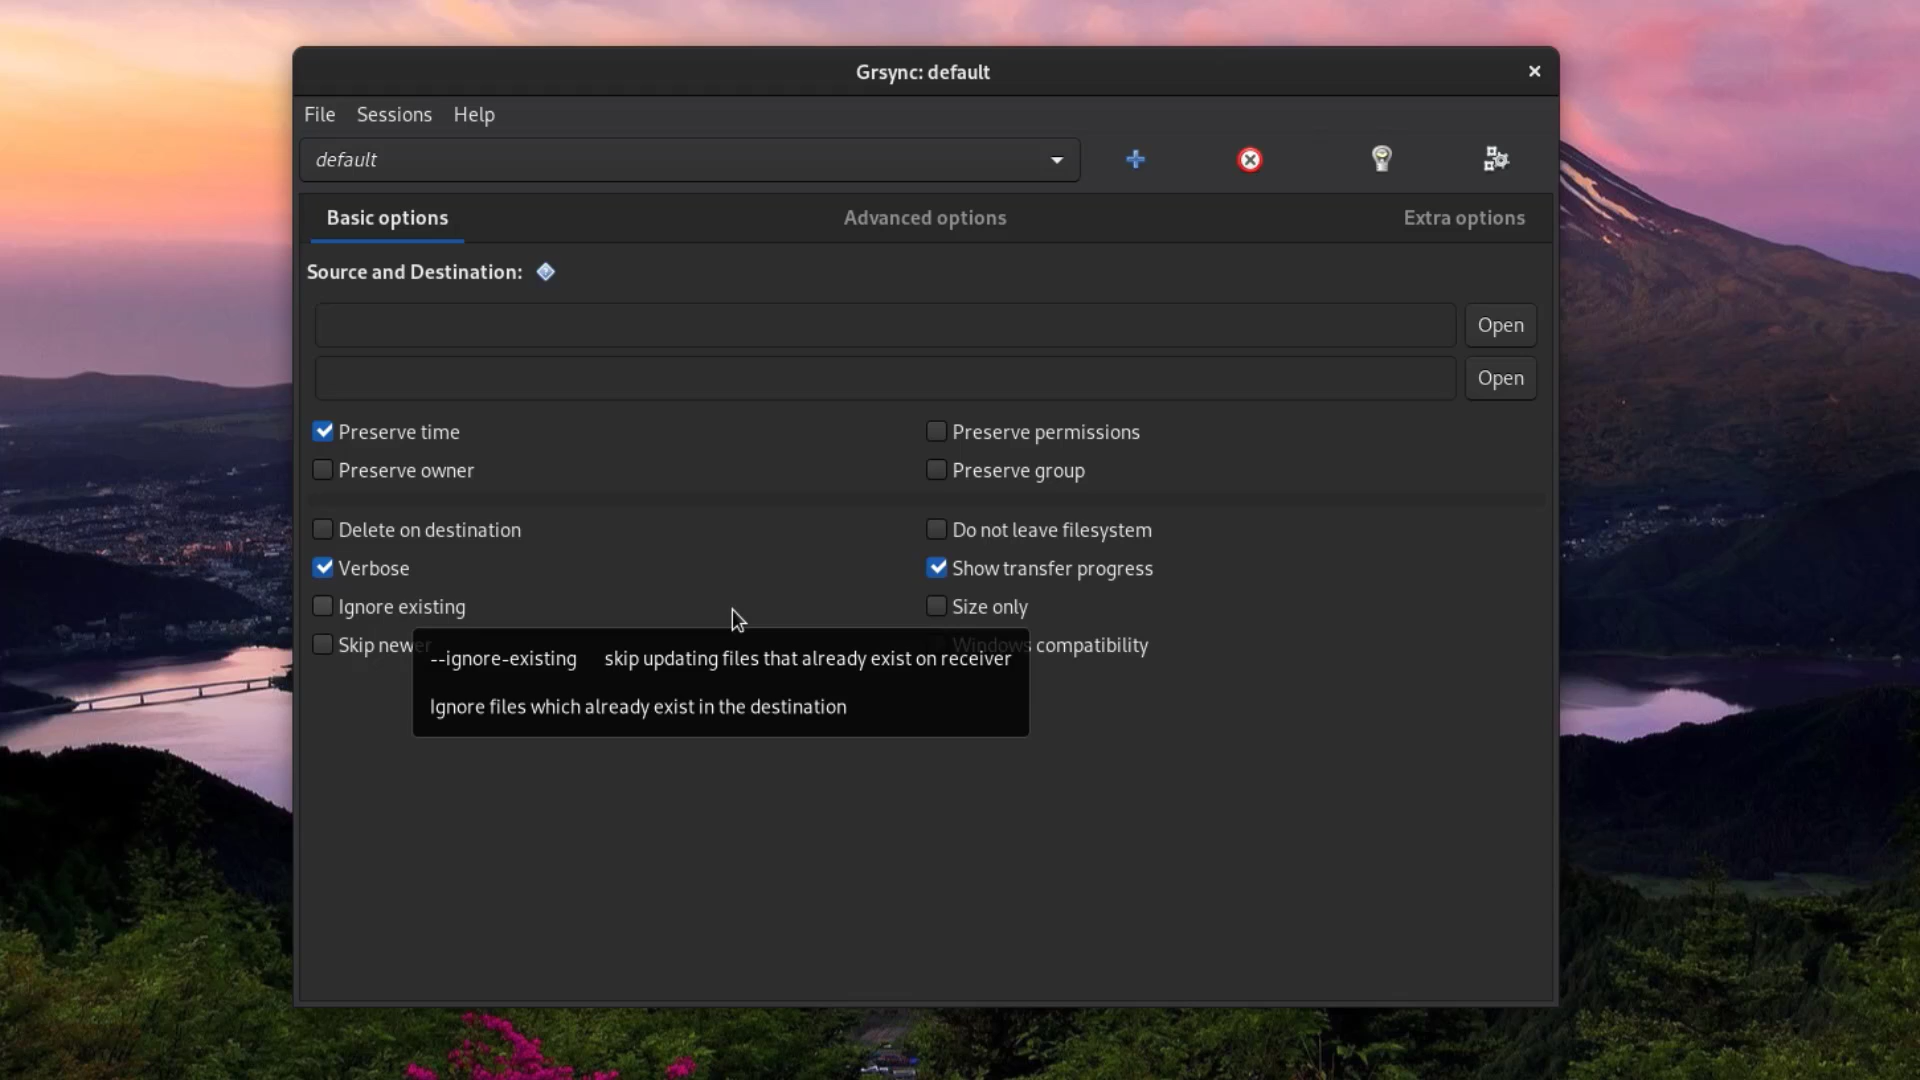 Grsync: default
File Sessions Help
default
Basic options Advanced options Extra options
Source and Destination:
Open
Open
Preserve time Preserve permissions
Preserve owner Preserve group
Delete on destination Do not leave filesystem
Verbose Show transfer progress
Ignore existing Size only
Skip newer Windows compatibility
--ignore-existing skip updating files that already exist on receiver
Ignore files which already exist in the destination